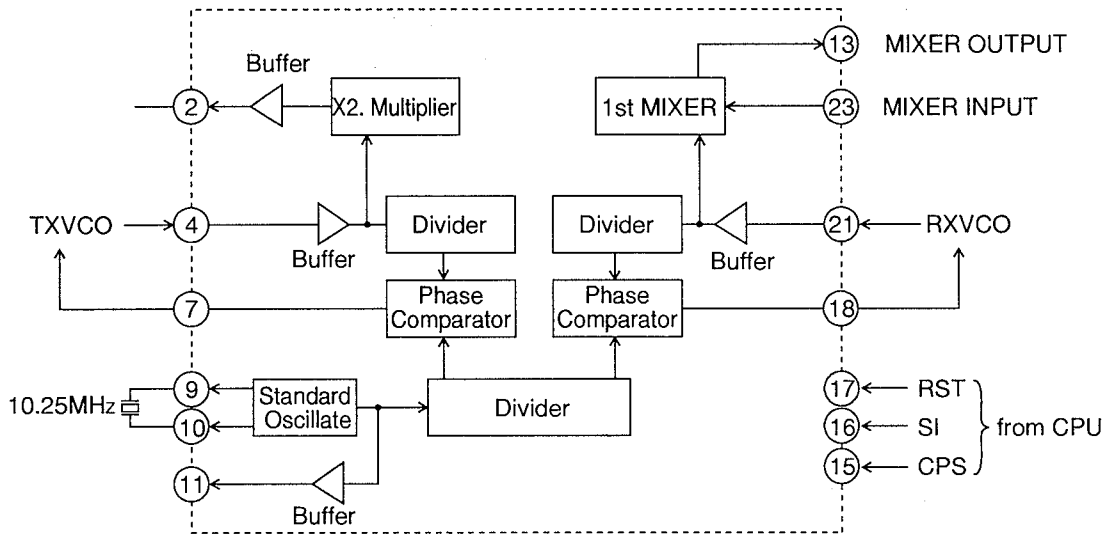 13 MIXER OUTPUT
Buffer
2
X2. Multiplier
1st MIXER
23 MIXER INPUT
TXVCO
4
Divider
Divider
21 RXVCO
Buffer
Buffer
7
Phase
Comparator
Phase
Comparator
18
9
10.25MHz
10
Standard
Oscillate
Divider
17 RST
16 SI
15 CPS
from CPU
11
Buffer